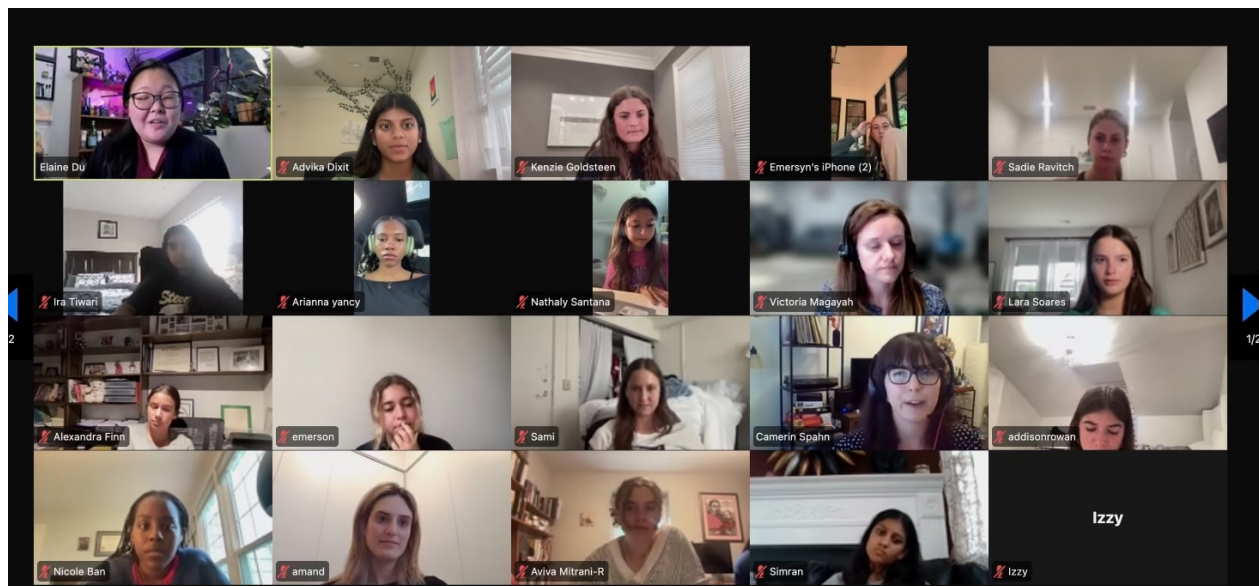 Elaine Du
Advika Dixit
Kenzie Goldsteen
Emersyn's iPhone (2)
Sadie Ravitch
Ira Tiwari
Arianna yancy
Nathaly Santana
Victoria Magayah
Lara Soares
2
1/2
Alexandra Finn
emerson
Sami
Camerin Spahn
addisonrowan
Nicole Ban
amand
Aviva Mitrani-R
Simran
Izzy
Izzy